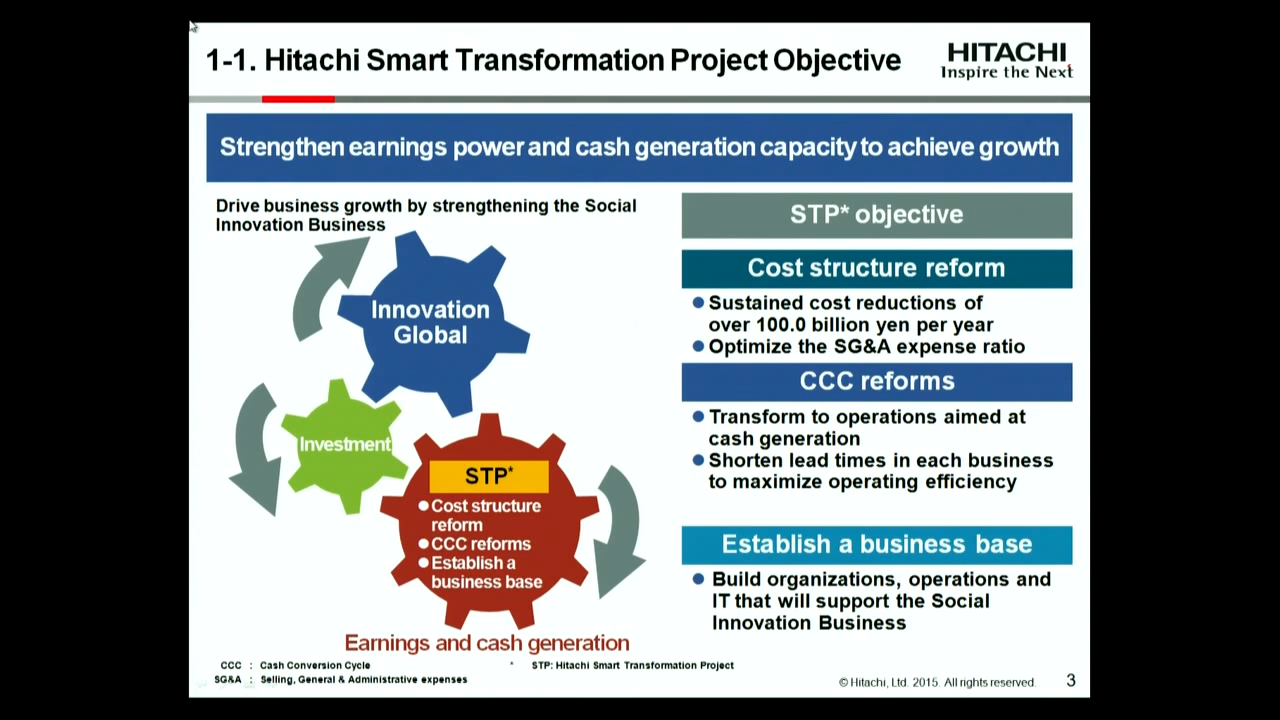 1-1. Hitachi Smart Transformation Project Objective
HITACHI
Inspire the Next
Strengthen earnings power and cash generation capacity to achieve growth
Drive business growth by strengthening the Social
Innovation Business
Innovation
Global
Investment
STP*
● Cost structure
reform
● CCC reforms
● Establish a
business base
Earnings and cash generation
STP* objective
Cost structure reform
● Sustained cost reductions of
over 100.0 billion yen per year
● Optimize the SG&A expense ratio
CCC reforms
● Transform to operations aimed at
cash generation
● Shorten lead times in each business
to maximize operating efficiency
Establish a business base
● Build organizations, operations and
IT that will support the Social
Innovation Business
CCC : Cash Conversion Cycle
SG&A : Selling, General & Administrative expenses
* STP: Hitachi Smart Transformation Project
© Hitachi, Ltd. 2015. All rights reserved.
3